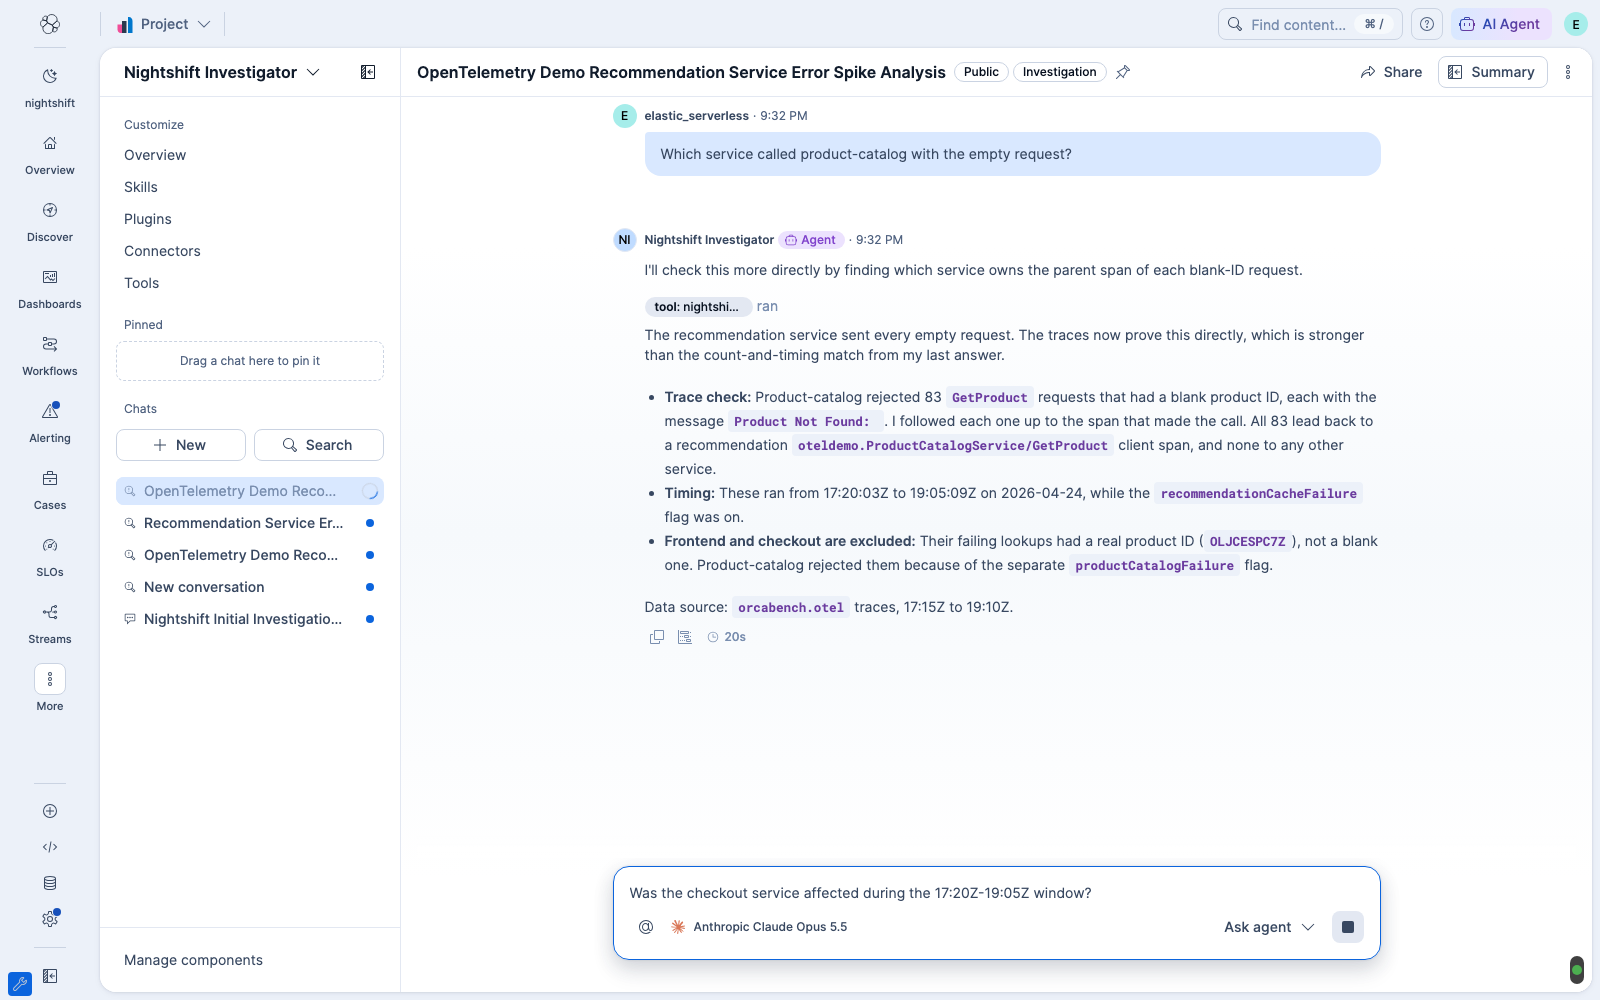 Project
Find content...
⌘ /
AI Agent
E
nightshift
Overview
Discover
Dashboards
Workflows
Alerting
Cases
SLOs
Streams
More
Nightshift Investigator
Customize
Overview
Skills
Plugins
Connectors
Tools
Pinned
Drag a chat here to pin it
Chats
New
Search
OpenTelemetry Demo Reco...
Recommendation Service Er...
OpenTelemetry Demo Reco...
New conversation
Nightshift Initial Investigatio...
Manage components
OpenTelemetry Demo Recommendation Service Error Spike Analysis
Public
Investigation
Share
Summary
E
elastic_serverless · 9:32 PM
Which service called product-catalog with the empty request?
NI
Nightshift Investigator Agent · 9:32 PM
I'll check this more directly by finding which service owns the parent span of each blank-ID request.
tool: nightshi... ran
The recommendation service sent every empty request. The traces now prove this directly, which is stronger
than the count-and-timing match from my last answer.
• Trace check: Product-catalog rejected 83 GetProduct requests that had a blank product ID, each with the
message Product Not Found: . I followed each one up to the span that made the call. All 83 lead back to
a recommendation oteldemo.ProductCatalogService/GetProduct client span, and none to any other
service.
• Timing: These ran from 17:20:03Z to 19:05:09Z on 2026-04-24, while the recommendationCacheFailure
flag was on.
• Frontend and checkout are excluded: Their failing lookups had a real product ID ( OLJCESPC7Z ), not a blank
one. Product-catalog rejected them because of the separate productCatalogFailure flag.
Data source: orcabench.otel traces, 17:15Z to 19:10Z.
20s
Was the checkout service affected during the 17:20Z-19:05Z window?
@
Anthropic Claude Opus 5.5
Ask agent